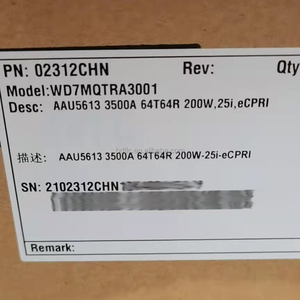 PN: 02312CHN Rev: Qty
Model:WD7MQTRA3001
Desc: AAU5613 3500A 64T64R 200W,25i,eCPRI
描述: AAU5613 3500A 64T64R 200W-25i-eCPRI
SN: 2102312CHN1
Remark: